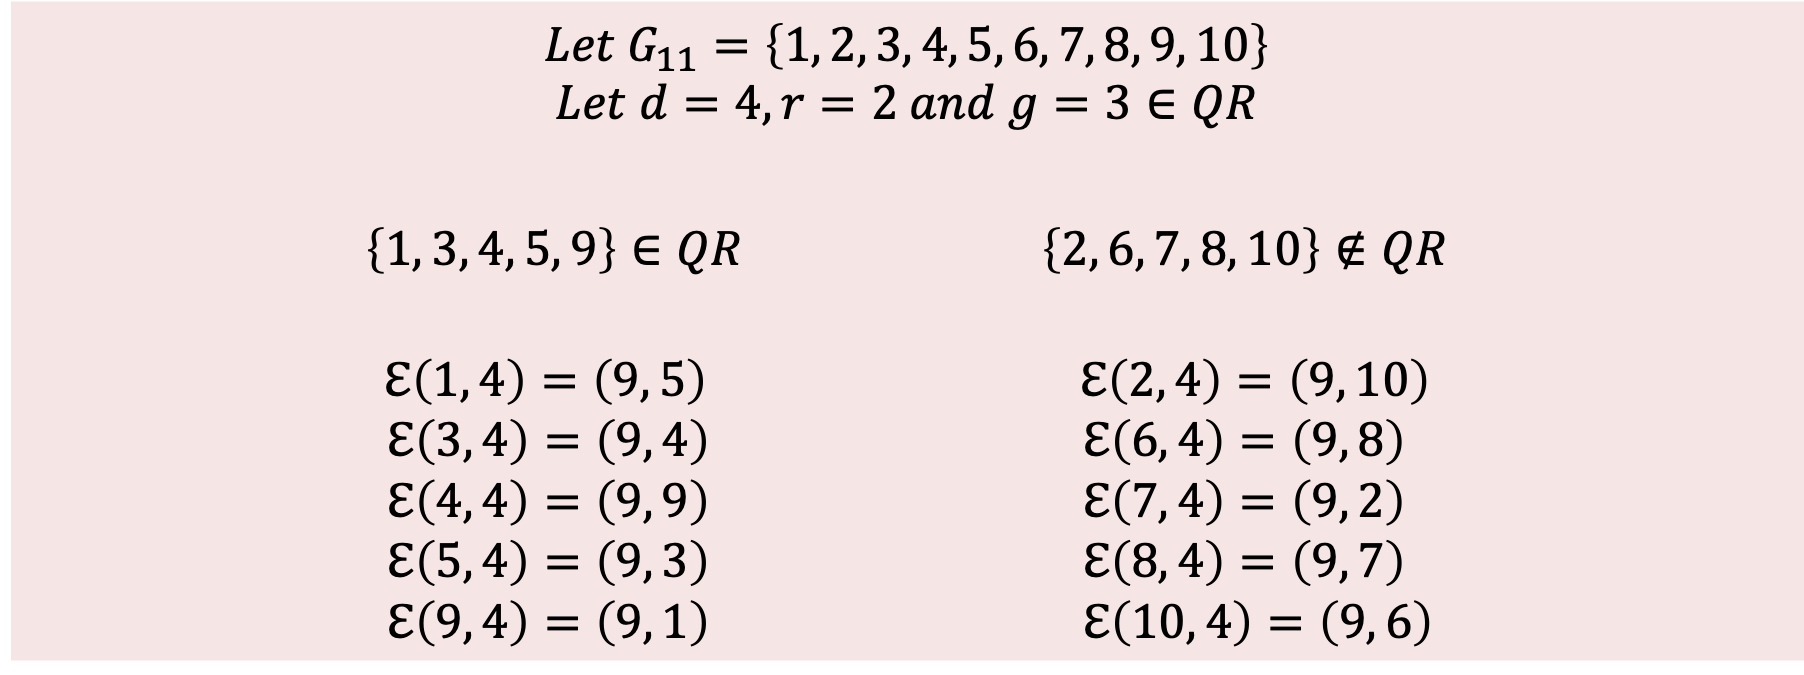 Let G₁₁ = {1, 2, 3, 4, 5, 6, 7, 8, 9, 10}
Let d = 4, r = 2 and g = 3 ∈ QR
{1, 3, 4, 5, 9} ∈ QR
{2, 6, 7, 8, 10} ∉ QR
Ɛ(1, 4) = (9, 5)
Ɛ(3, 4) = (9, 4)
Ɛ(4, 4) = (9, 9)
Ɛ(5, 4) = (9, 3)
Ɛ(9, 4) = (9, 1)
Ɛ(2, 4) = (9, 10)
Ɛ(6, 4) = (9, 8)
Ɛ(7, 4) = (9, 2)
Ɛ(8, 4) = (9, 7)
Ɛ(10, 4) = (9, 6)